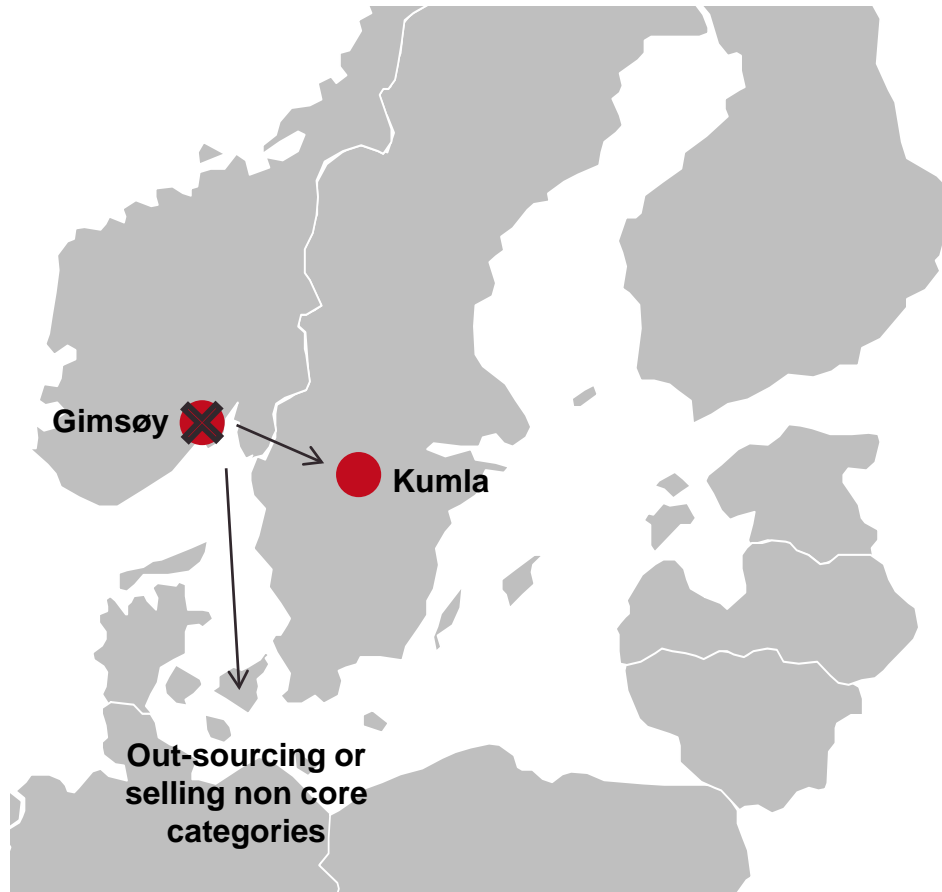 Gimsøy
Kumla
Out-sourcing or
selling non core
categories